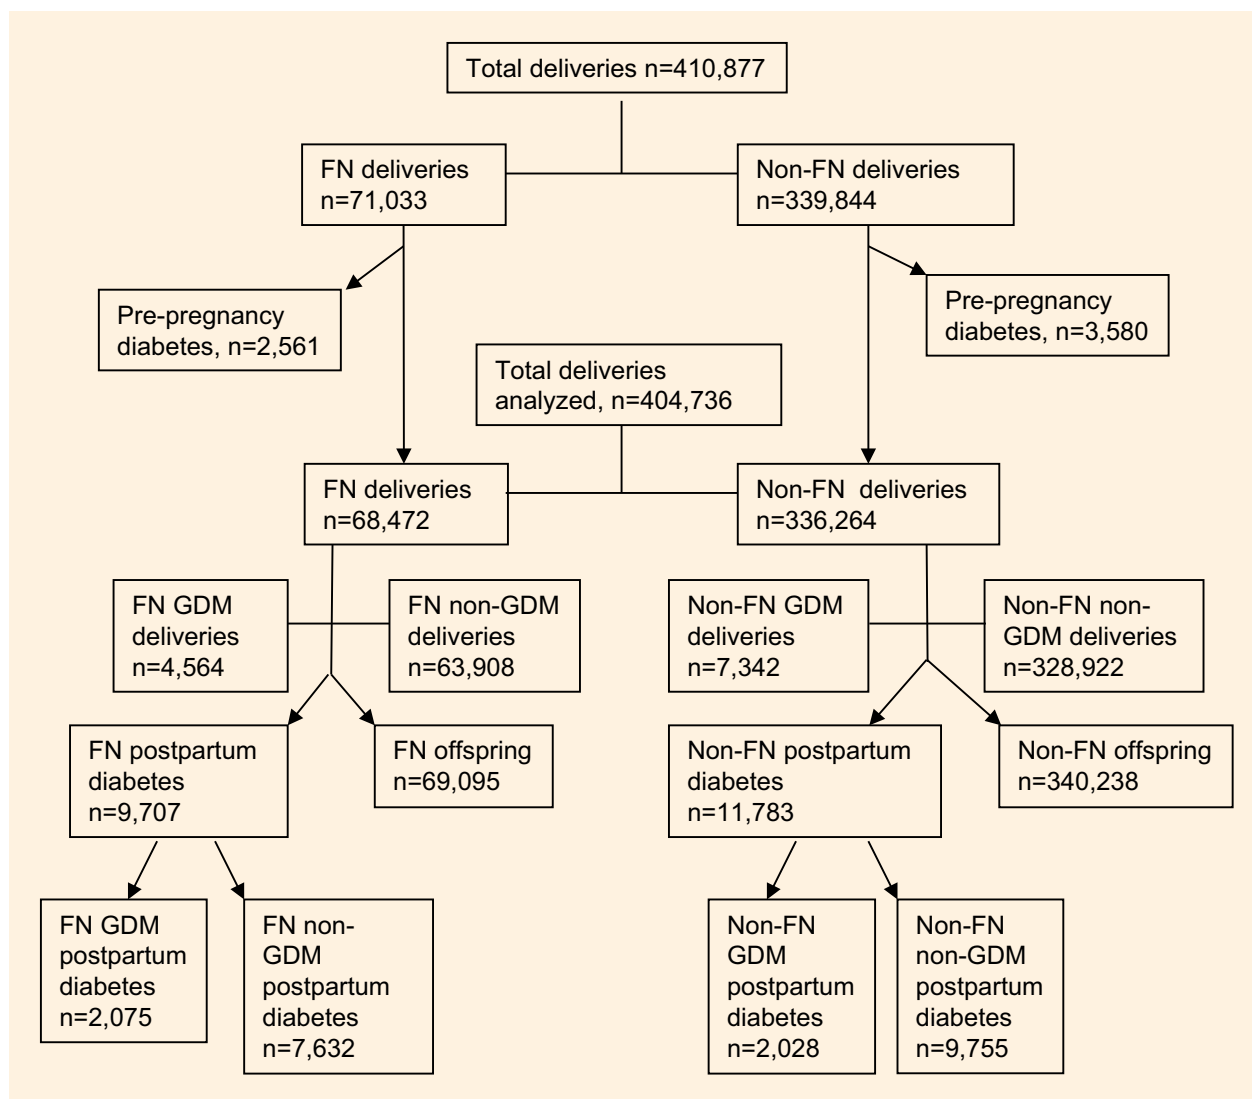 Total deliveries n=410,877
FN deliveries
n=71,033
Non-FN deliveries
n=339,844
Pre-pregnancy
diabetes, n=2,561
Pre-pregnancy
diabetes, n=3,580
Total deliveries
analyzed, n=404,736
FN deliveries
n=68,472
Non-FN deliveries
n=336,264
FN GDM
deliveries
n=4,564
FN non-GDM
deliveries
n=63,908
Non-FN GDM
deliveries
n=7,342
Non-FN non-
GDM deliveries
n=328,922
FN postpartum
diabetes
n=9,707
FN offspring
n=69,095
Non-FN postpartum
diabetes
n=11,783
Non-FN offspring
n=340,238
FN GDM
postpartum
diabetes
n=2,075
FN non-
GDM
postpartum
diabetes
n=7,632
Non-FN
GDM
postpartum
diabetes
n=2,028
Non-FN
non-GDM
postpartum
diabetes
n=9,755